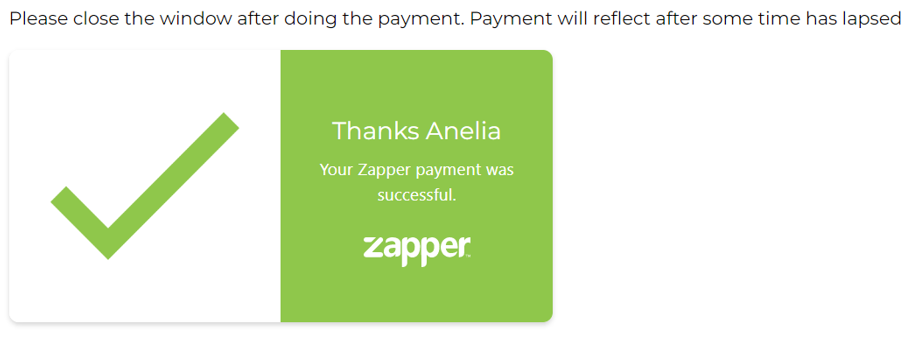 Please close the window after doing the payment. Payment will reflect after some time has lapsed
Thanks Anelia
Your Zapper payment was
successful.
zapper™